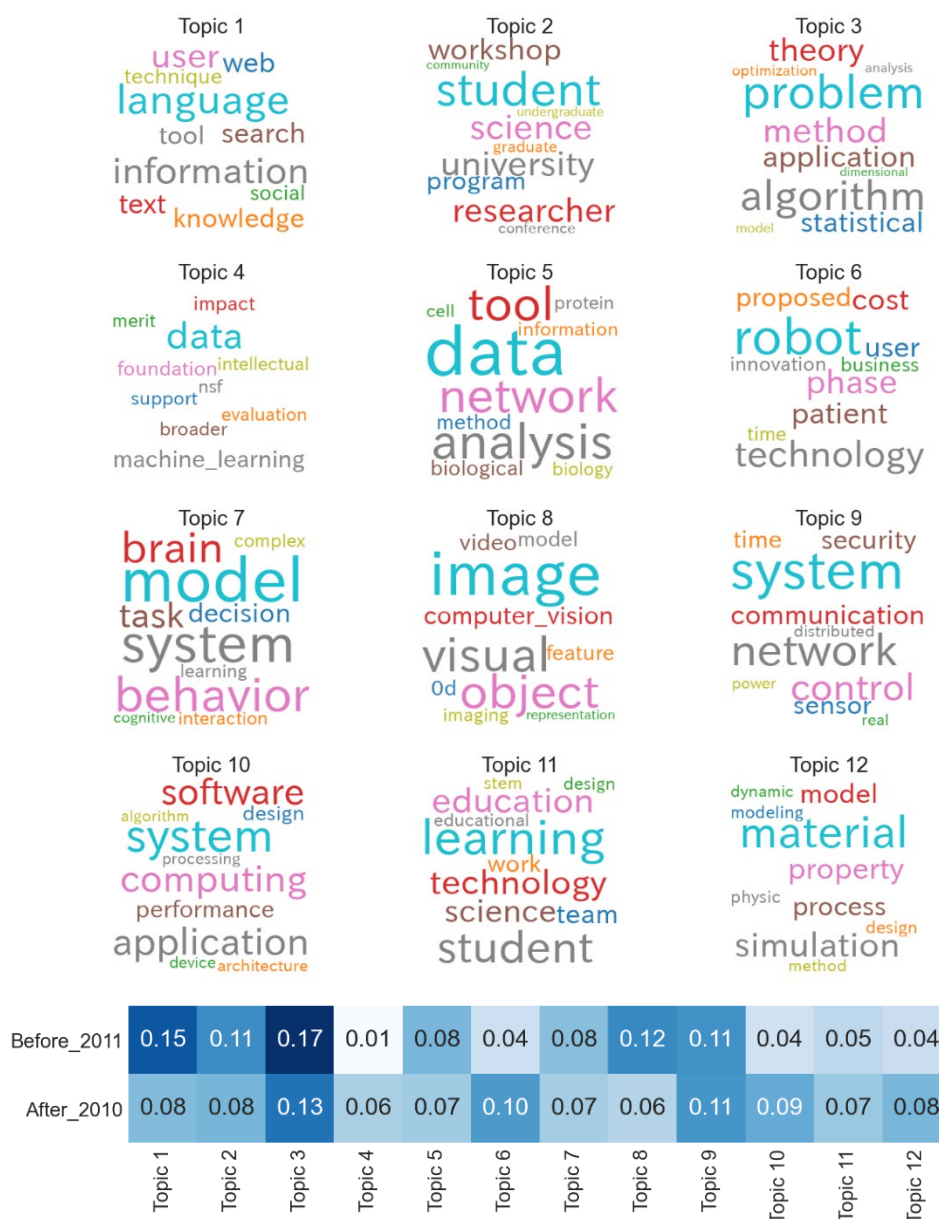 Topic 1
user web
technique
language
tool search
information
social
text
knowledge
Topic 2
workshop
community
student
undergraduate
science
graduate
university
program
researcher
conference
Topic 3
theory
optimization analysis
problem
method
application
dimensional
algorithm
model statistical
Topic 4
impact
merit
data
foundation intellectual
nsf
support
evaluation
broader
machine_learning
Topic 5
cell tool protein
information
data
network
method
analysis
biological biology
Topic 6
proposed cost
robot user
innovation business
phase
patient
time
technology
Topic 7
brain complex
model
task decision
system
learning
behavior
cognitive interaction
Topic 8
video model
image
computer_vision
visual feature
0d object
imaging representation
Topic 9
time security
system
communication
distributed
network
power control
sensor
real
Topic 10
software
algorithm design
system
processing
computing
performance
application
device architecture
Topic 11
stem design
education
educational
learning
work
technology
science team
student
Topic 12
dynamic model
modeling
material
property
physic process
design
simulation
method
Before_2011 0.15 0.11 0.17 0.01 0.08 0.04 0.08 0.12 0.11 0.04 0.05 0.04
After_2010 0.08 0.08 0.13 0.06 0.07 0.10 0.07 0.06 0.11 0.09 0.07 0.08
Topic 1 Topic 2 Topic 3 Topic 4 Topic 5 Topic 6 Topic 7 Topic 8 Topic 9 Topic 10 Topic 11 Topic 12